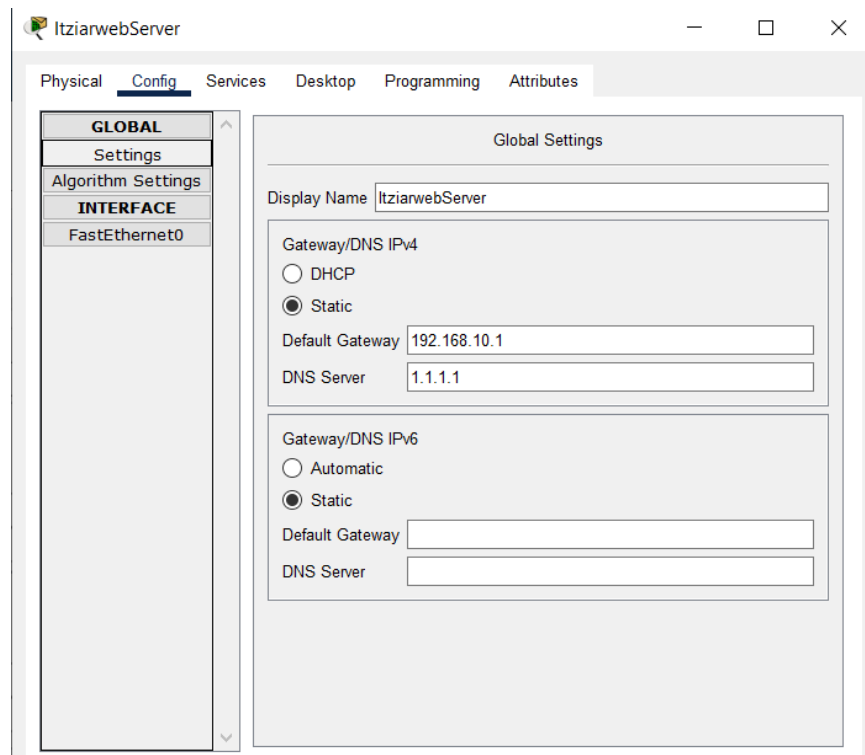 ItziarwebServer
Physical Config Services Desktop Programming Attributes
GLOBAL
Settings
Algorithm Settings
INTERFACE
FastEthernet0
Global Settings
Display Name ItziarwebServer
Gateway/DNS IPv4
DHCP
Static
Default Gateway 192.168.10.1
DNS Server 1.1.1.1
Gateway/DNS IPv6
Automatic
Static
Default Gateway
DNS Server